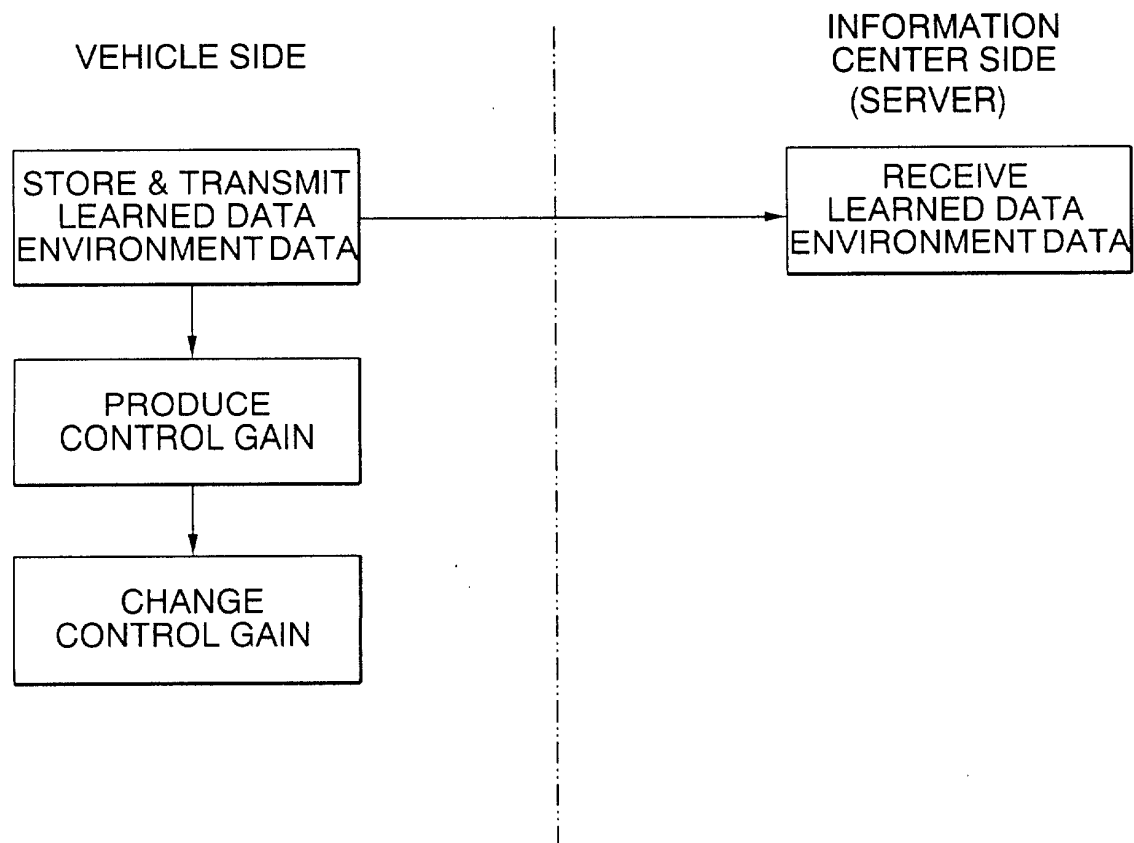 VEHICLE SIDE
INFORMATION
CENTER SIDE
(SERVER)
STORE & TRANSMIT
LEARNED DATA
ENVIRONMENT DATA
RECEIVE
LEARNED DATA
ENVIRONMENT DATA
PRODUCE
CONTROL GAIN
CHANGE
CONTROL GAIN